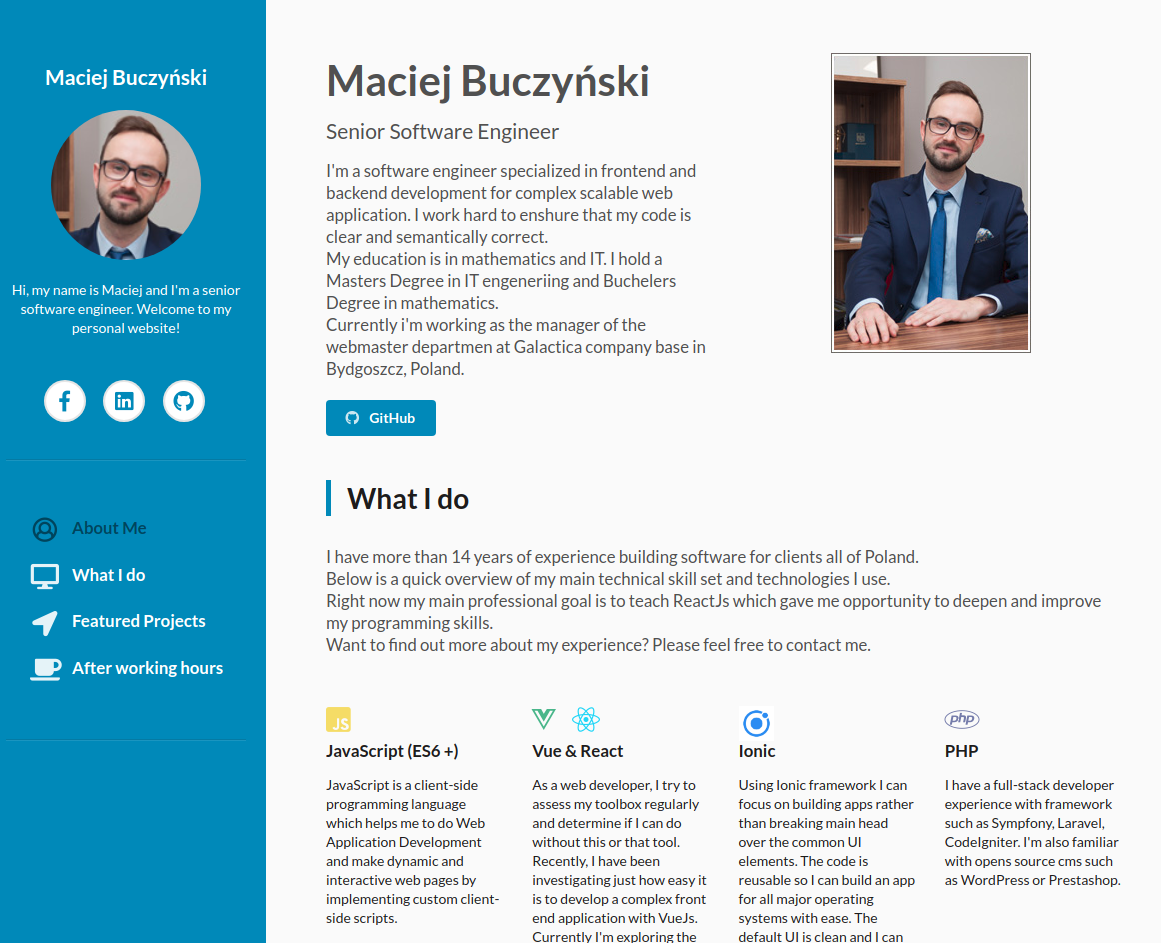 Maciej Buczyński
Hi, my name is Maciej and I'm a senior
software engineer. Welcome to my
personal website!
About Me
What I do
Featured Projects
After working hours
Maciej Buczyński
Senior Software Engineer
I'm a software engineer specialized in frontend and
backend development for complex scalable web
application. I work hard to enshure that my code is
clear and semantically correct.
My education is in mathematics and IT. I hold a
Masters Degree in IT engeneriing and Buchelers
Degree in mathematics.
Currently i'm working as the manager of the
webmaster departmen at Galactica company base in
Bydgoszcz, Poland.
GitHub
What I do
I have more than 14 years of experience building software for clients all of Poland.
Below is a quick overview of my main technical skill set and technologies I use.
Right now my main professional goal is to teach ReactJs which gave me opportunity to deepen and improve
my programming skills.
Want to find out more about my experience? Please feel free to contact me.
JS
JavaScript (ES6 +)
JavaScript is a client-side
programming language
which helps me to do Web
Application Development
and make dynamic and
interactive web pages by
implementing custom client-
side scripts.
Vue & React
As a web developer, I try to
assess my toolbox regularly
and determine if I can do
without this or that tool.
Recently, I have been
investigating just how easy it
is to develop a complex front
end application with VueJs.
Currently I'm exploring the
Ionic
Using Ionic framework I can
focus on building apps rather
than breaking main head
over the common UI
elements. The code is
reusable so I can build an app
for all major operating
systems with ease. The
default UI is clean and I can
php
PHP
I have a full-stack developer
experience with framework
such as Sympfony, Laravel,
CodeIgniter. I'm also familiar
with opens source cms such
as WordPress or Prestashop.